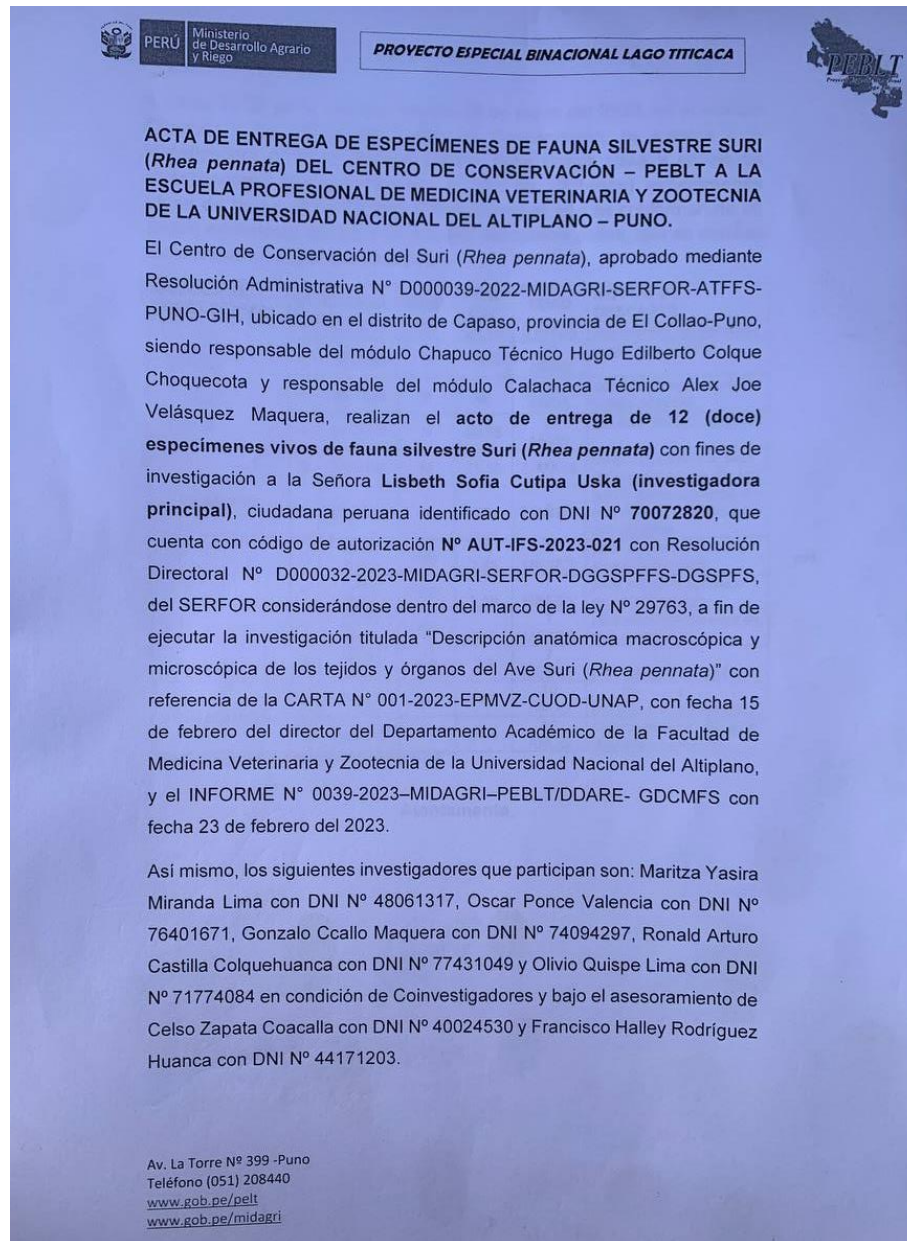 PERÚ
Ministerio
de Desarrollo Agrario
y Riego
PROYECTO ESPECIAL BINACIONAL LAGO TITICACA
PEBLT
ACTA DE ENTREGA DE ESPECÍMENES DE FAUNA SILVESTRE SURI
(Rhea pennata) DEL CENTRO DE CONSERVACIÓN – PEBLT A LA
ESCUELA PROFESIONAL DE MEDICINA VETERINARIA Y ZOOTECNIA
DE LA UNIVERSIDAD NACIONAL DEL ALTIPLANO – PUNO.
El Centro de Conservación del Suri (Rhea pennata), aprobado mediante
Resolución Administrativa N° D000039-2022-MIDAGRI-SERFOR-ATFFS-
PUNO-GIH, ubicado en el distrito de Capaso, provincia de El Collao-Puno,
siendo responsable del módulo Chapuco Técnico Hugo Edilberto Colque
Choquecota y responsable del módulo Calachaca Técnico Alex Joe
Velásquez Maquera, realizan el acto de entrega de 12 (doce)
especímenes vivos de fauna silvestre Suri (Rhea pennata) con fines de
investigación a la Señora Lisbeth Sofia Cutipa Uska (investigadora
principal), ciudadana peruana identificado con DNI Nº 70072820, que
cuenta con código de autorización Nº AUT-IFS-2023-021 con Resolución
Directoral Nº D000032-2023-MIDAGRI-SERFOR-DGGSPFFS-DGSPFS,
del SERFOR considerándose dentro del marco de la ley Nº 29763, a fin de
ejecutar la investigación titulada “Descripción anatómica macroscópica y
microscópica de los tejidos y órganos del Ave Suri (Rhea pennata)” con
referencia de la CARTA N° 001-2023-EPMVZ-CUOD-UNAP, con fecha 15
de febrero del director del Departamento Académico de la Facultad de
Medicina Veterinaria y Zootecnia de la Universidad Nacional del Altiplano,
y el INFORME N° 0039-2023–MIDAGRI–PEBLT/DDARE- GDCMFS con
fecha 23 de febrero del 2023.
Así mismo, los siguientes investigadores que participan son: Maritza Yasira
Miranda Lima con DNI Nº 48061317, Oscar Ponce Valencia con DNI Nº
76401671, Gonzalo Ccallo Maquera con DNI Nº 74094297, Ronald Arturo
Castilla Colquehuanca con DNI Nº 77431049 y Olivio Quispe Lima con DNI
Nº 71774084 en condición de Coinvestigadores y bajo el asesoramiento de
Celso Zapata Coacalla con DNI Nº 40024530 y Francisco Halley Rodríguez
Huanca con DNI Nº 44171203.
Av. La Torre Nº 399 -Puno
Teléfono (051) 208440
www.gob.pe/pelt
www.gob.pe/midagri